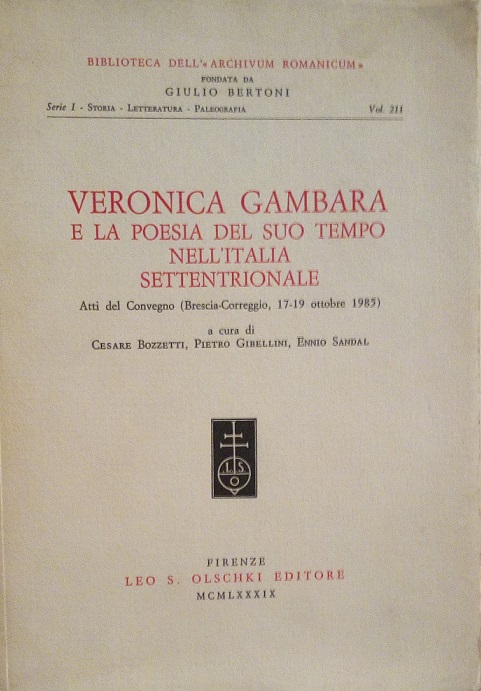 BIBLIOTECA DELL'«ARCHIVUM ROMANICUM»
FONDATA DA
GIULIO BERTONI
Serie I - STORIA - LETTERATURA - PALEOGRAFIA Vol. 211
VERONICA GAMBARA
E LA POESIA DEL SUO TEMPO
NELL'ITALIA
SETTENTRIONALE
Atti del Convegno (Brescia-Correggio, 17-19 ottobre 1985)
a cura di
CESARE BOZZETTI, PIETRO GIBELLINI, ENNIO SANDAL
L S
O
FIRENZE
LEO S. OLSCHKI EDITORE
MCMLXXXIX